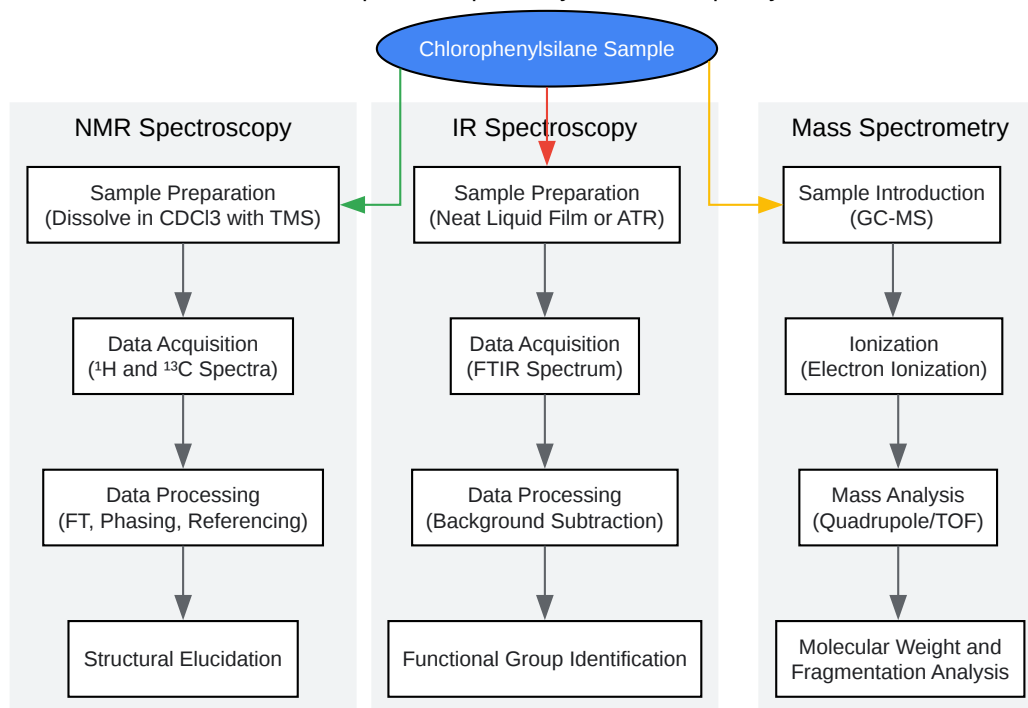 Chlorophenylsilane Sample
NMR Spectroscopy
Sample Preparation
(Dissolve in CDCl3 with TMS)
Data Acquisition
(¹H and ¹³C Spectra)
Data Processing
(FT, Phasing, Referencing)
Structural Elucidation
IR Spectroscopy
Sample Preparation
(Neat Liquid Film or ATR)
Data Acquisition
(FTIR Spectrum)
Data Processing
(Background Subtraction)
Functional Group Identification
Mass Spectrometry
Sample Introduction
(GC-MS)
Ionization
(Electron Ionization)
Mass Analysis
(Quadrupole/TOF)
Molecular Weight and
Fragmentation Analysis